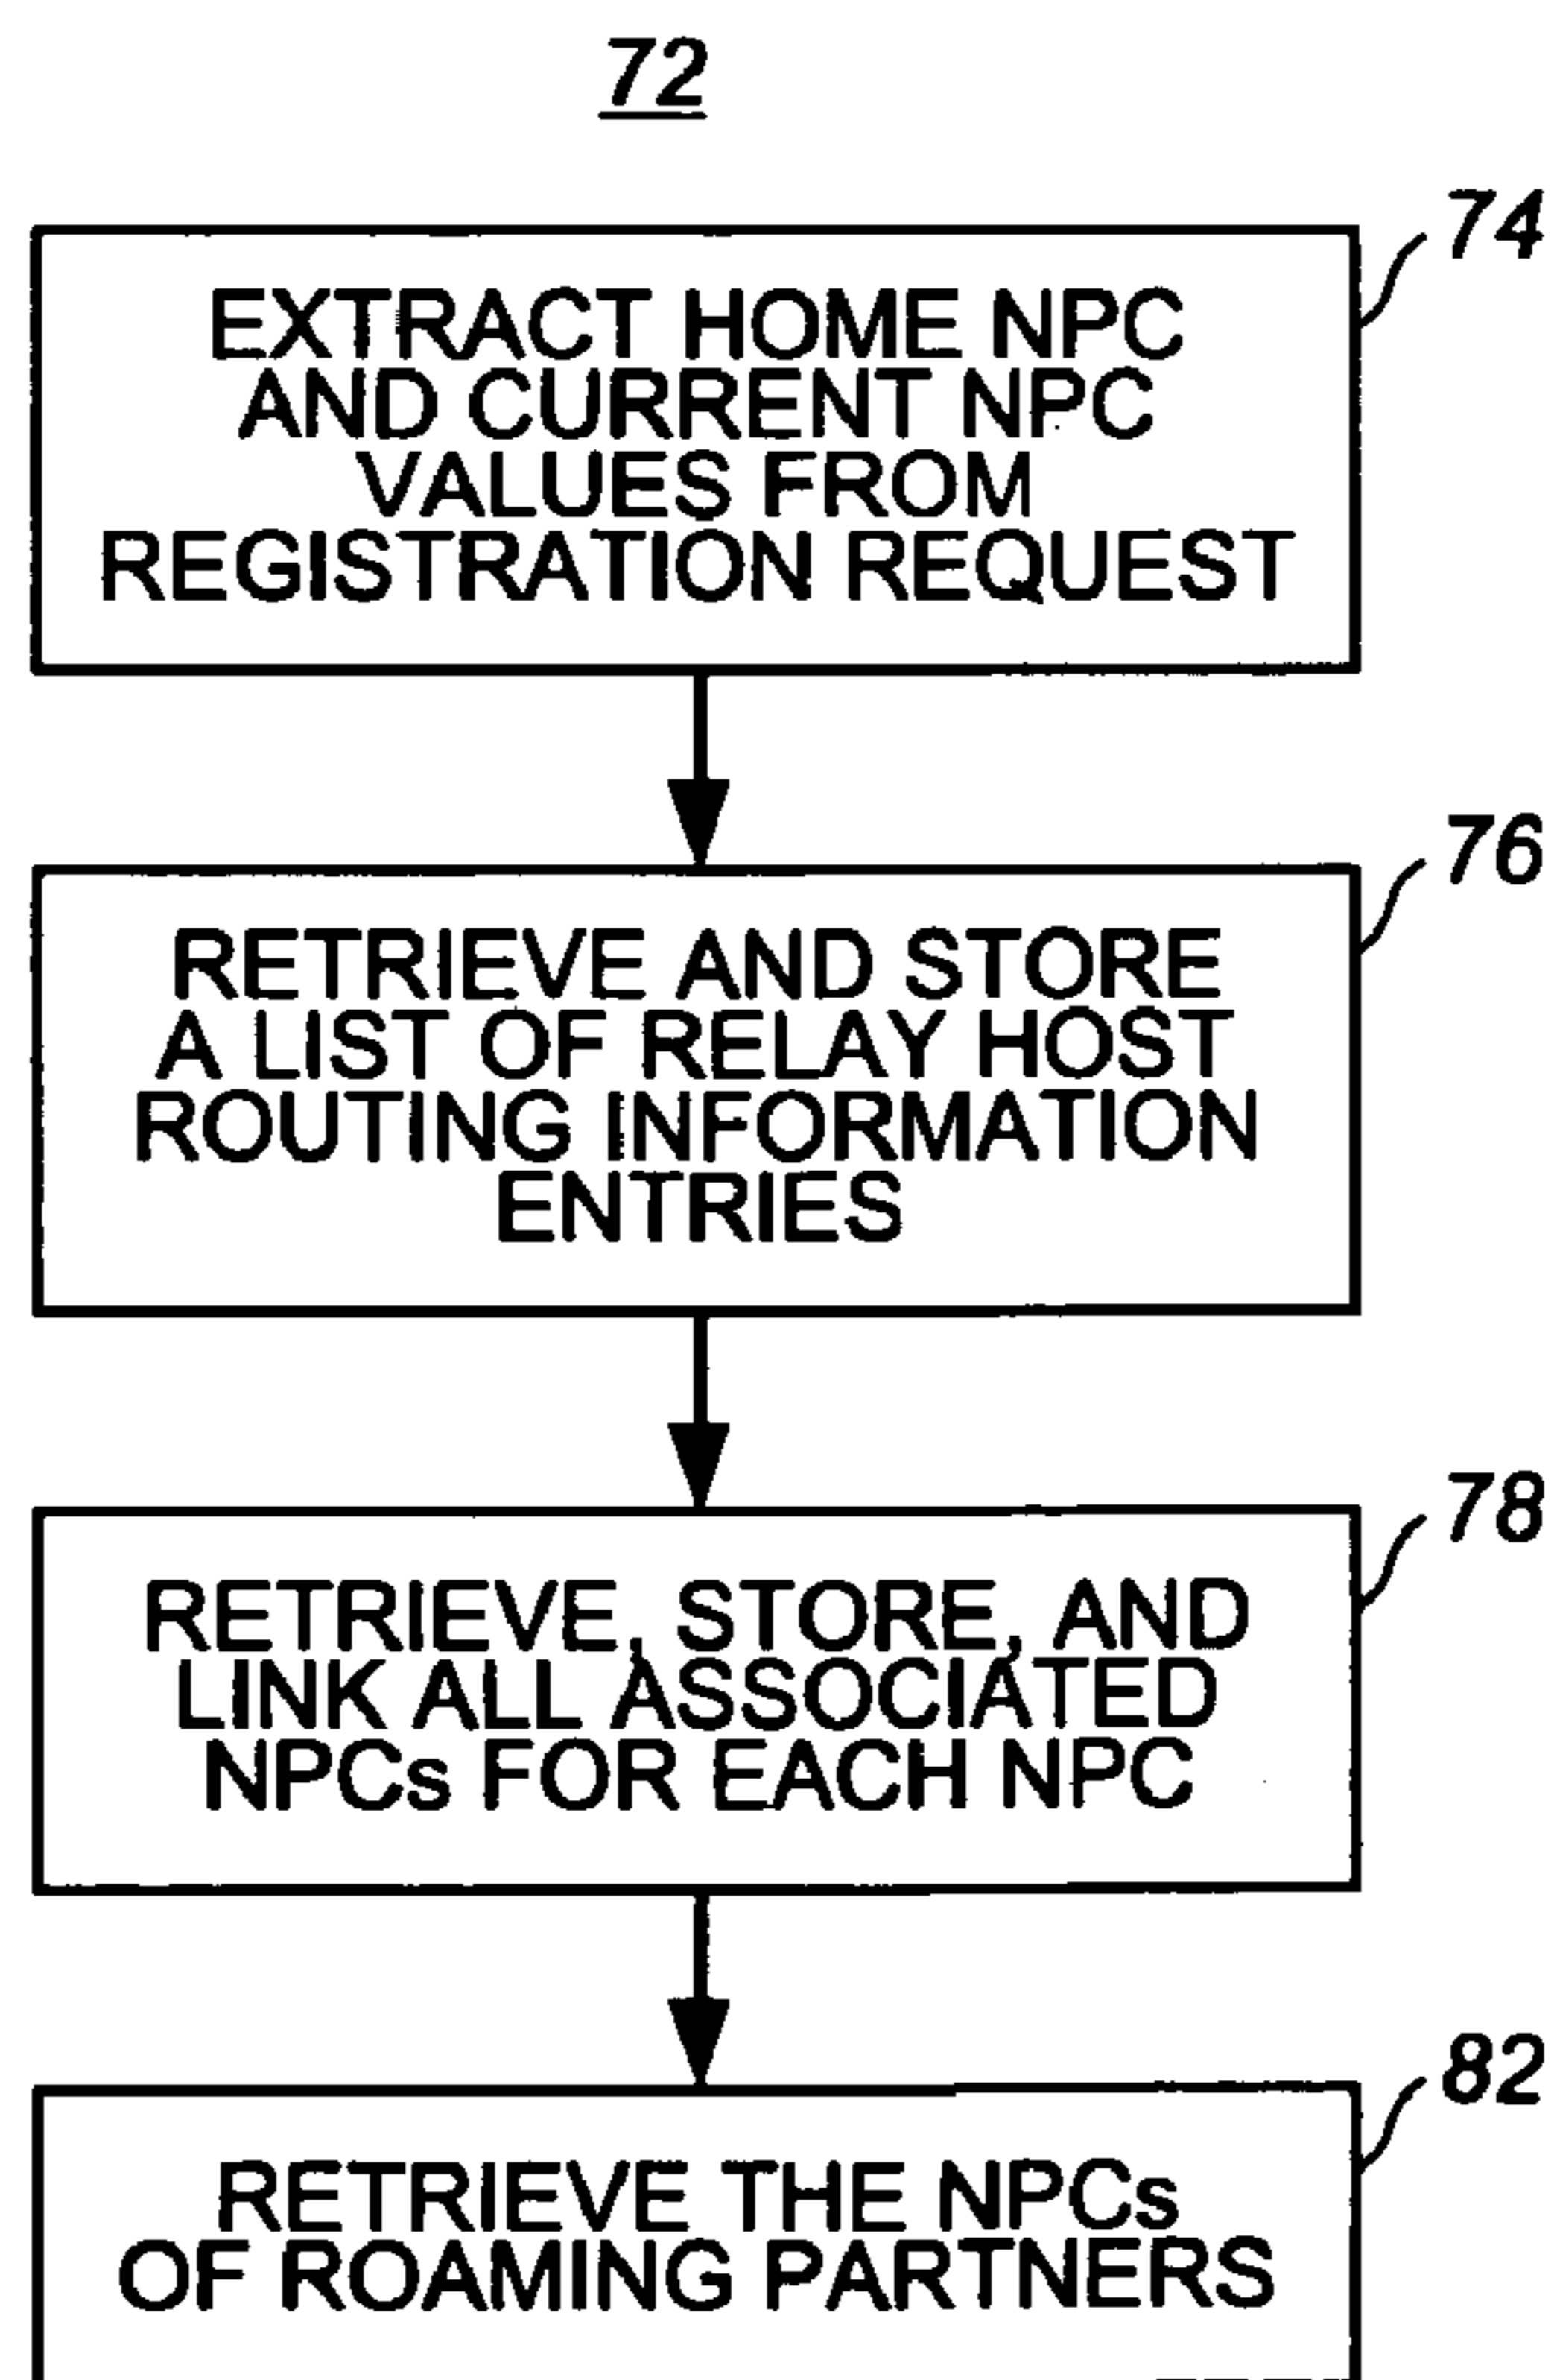 72
74
EXTRACT HOME NPC
AND CURRENT NPC
VALUES FROM
REGISTRATION REQUEST
76
RETRIEVE AND STORE
A LIST OF RELAY HOST
ROUTING INFORMATION
ENTRIES
78
RETRIEVE, STORE, AND
LINK ALL ASSOCIATED
NPCs FOR EACH NPC
82
RETRIEVE THE NPCs
OF ROAMING PARTNERS